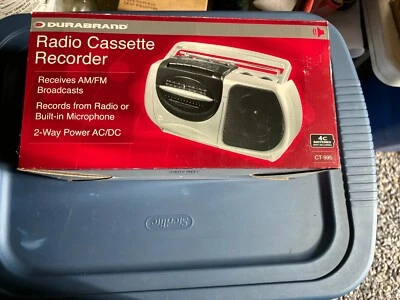 DURABRAND
Radio Cassette
Recorder
Receives AM/FM
Broadcasts
Records from Radio or
Built-in Microphone
2-Way Power AC/DC
4C
CT-995
Sterilite